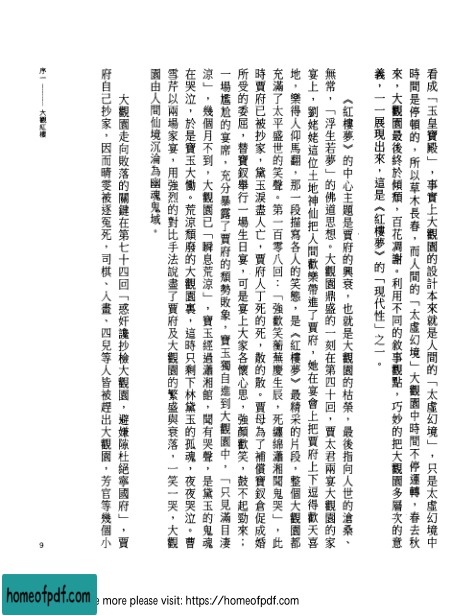 看成「玉皇寶殿」，事實上大觀園的設計本來就是人間的「太虛幻境」，只是太虛幻境中
時間是停頓的，所以草木長春，而人間的「太虛幻境」大觀園中時間不停運轉，春去秋
來，大觀園最後終於傾頹，百花凋謝。利用不同的敘事觀點，巧妙的把大觀園多層次的意
義，一一展現出來，這是《紅樓夢》的「現代性」之一。
《紅樓夢》的中心主題是賈府的興衰，也就是大觀園的枯榮，最後指向人世的滄桑、
無常，「浮生若夢」的佛道思想。大觀園鼎盛的一刻在第四十回，賈太君兩宴大觀園的家
宴上，劉姥姥這位土地神仙把人間歡樂帶進了賈府，她在宴會上把賈府上下逗得歡天喜
地，樂得人仰馬翻，那一段描寫各人的笑態，是《紅樓夢》最精采的片段，整個大觀園都
充滿了太平盛世的笑聲。第一百零八回：「強歡笑蘅蕪慶生辰，死纏綿瀟湘聞鬼哭」，此
時賈府已被抄家，黛玉淚盡人亡，賈府人丁死的死，散的散。賈母為了補償寶釵倉促成婚
所受的委屈，替寶釵舉行一場生日宴，可是宴上大家各懷心思，強顏歡笑，鼓不起勁來；
一場尷尬的宴席，充分暴露了賈府的頹勢敗象，寶玉獨自進到大觀園中，「只見滿目淒
涼」，幾個月不到，大觀園已「瞬息荒涼」，寶玉經過瀟湘館，聞有哭聲，是黛玉的鬼魂
在哭泣，於是寶玉大慟。荒涼頹廢的大觀園裏，這時只剩下林黛玉的孤魂，夜夜哭泣。曹
雪芹以兩場家宴，用強烈的對比手法說盡了賈府及大觀園的繁盛與衰落，一笑一哭，大觀
園由人間仙境沉淪為幽魂鬼域。
大觀園走向敗落的關鍵在第七十四回「惑奸讒抄檢大觀園，避嫌隙杜絕寧國府」，賈
府自己抄家，因而晴雯被逐冤死，司棋、入畫、四兒等人皆被趕出大觀園，芳官等幾個小
序一 —— 大觀紅樓
9
homeofpdf.com
e more please visit: https://homeofpdf.com